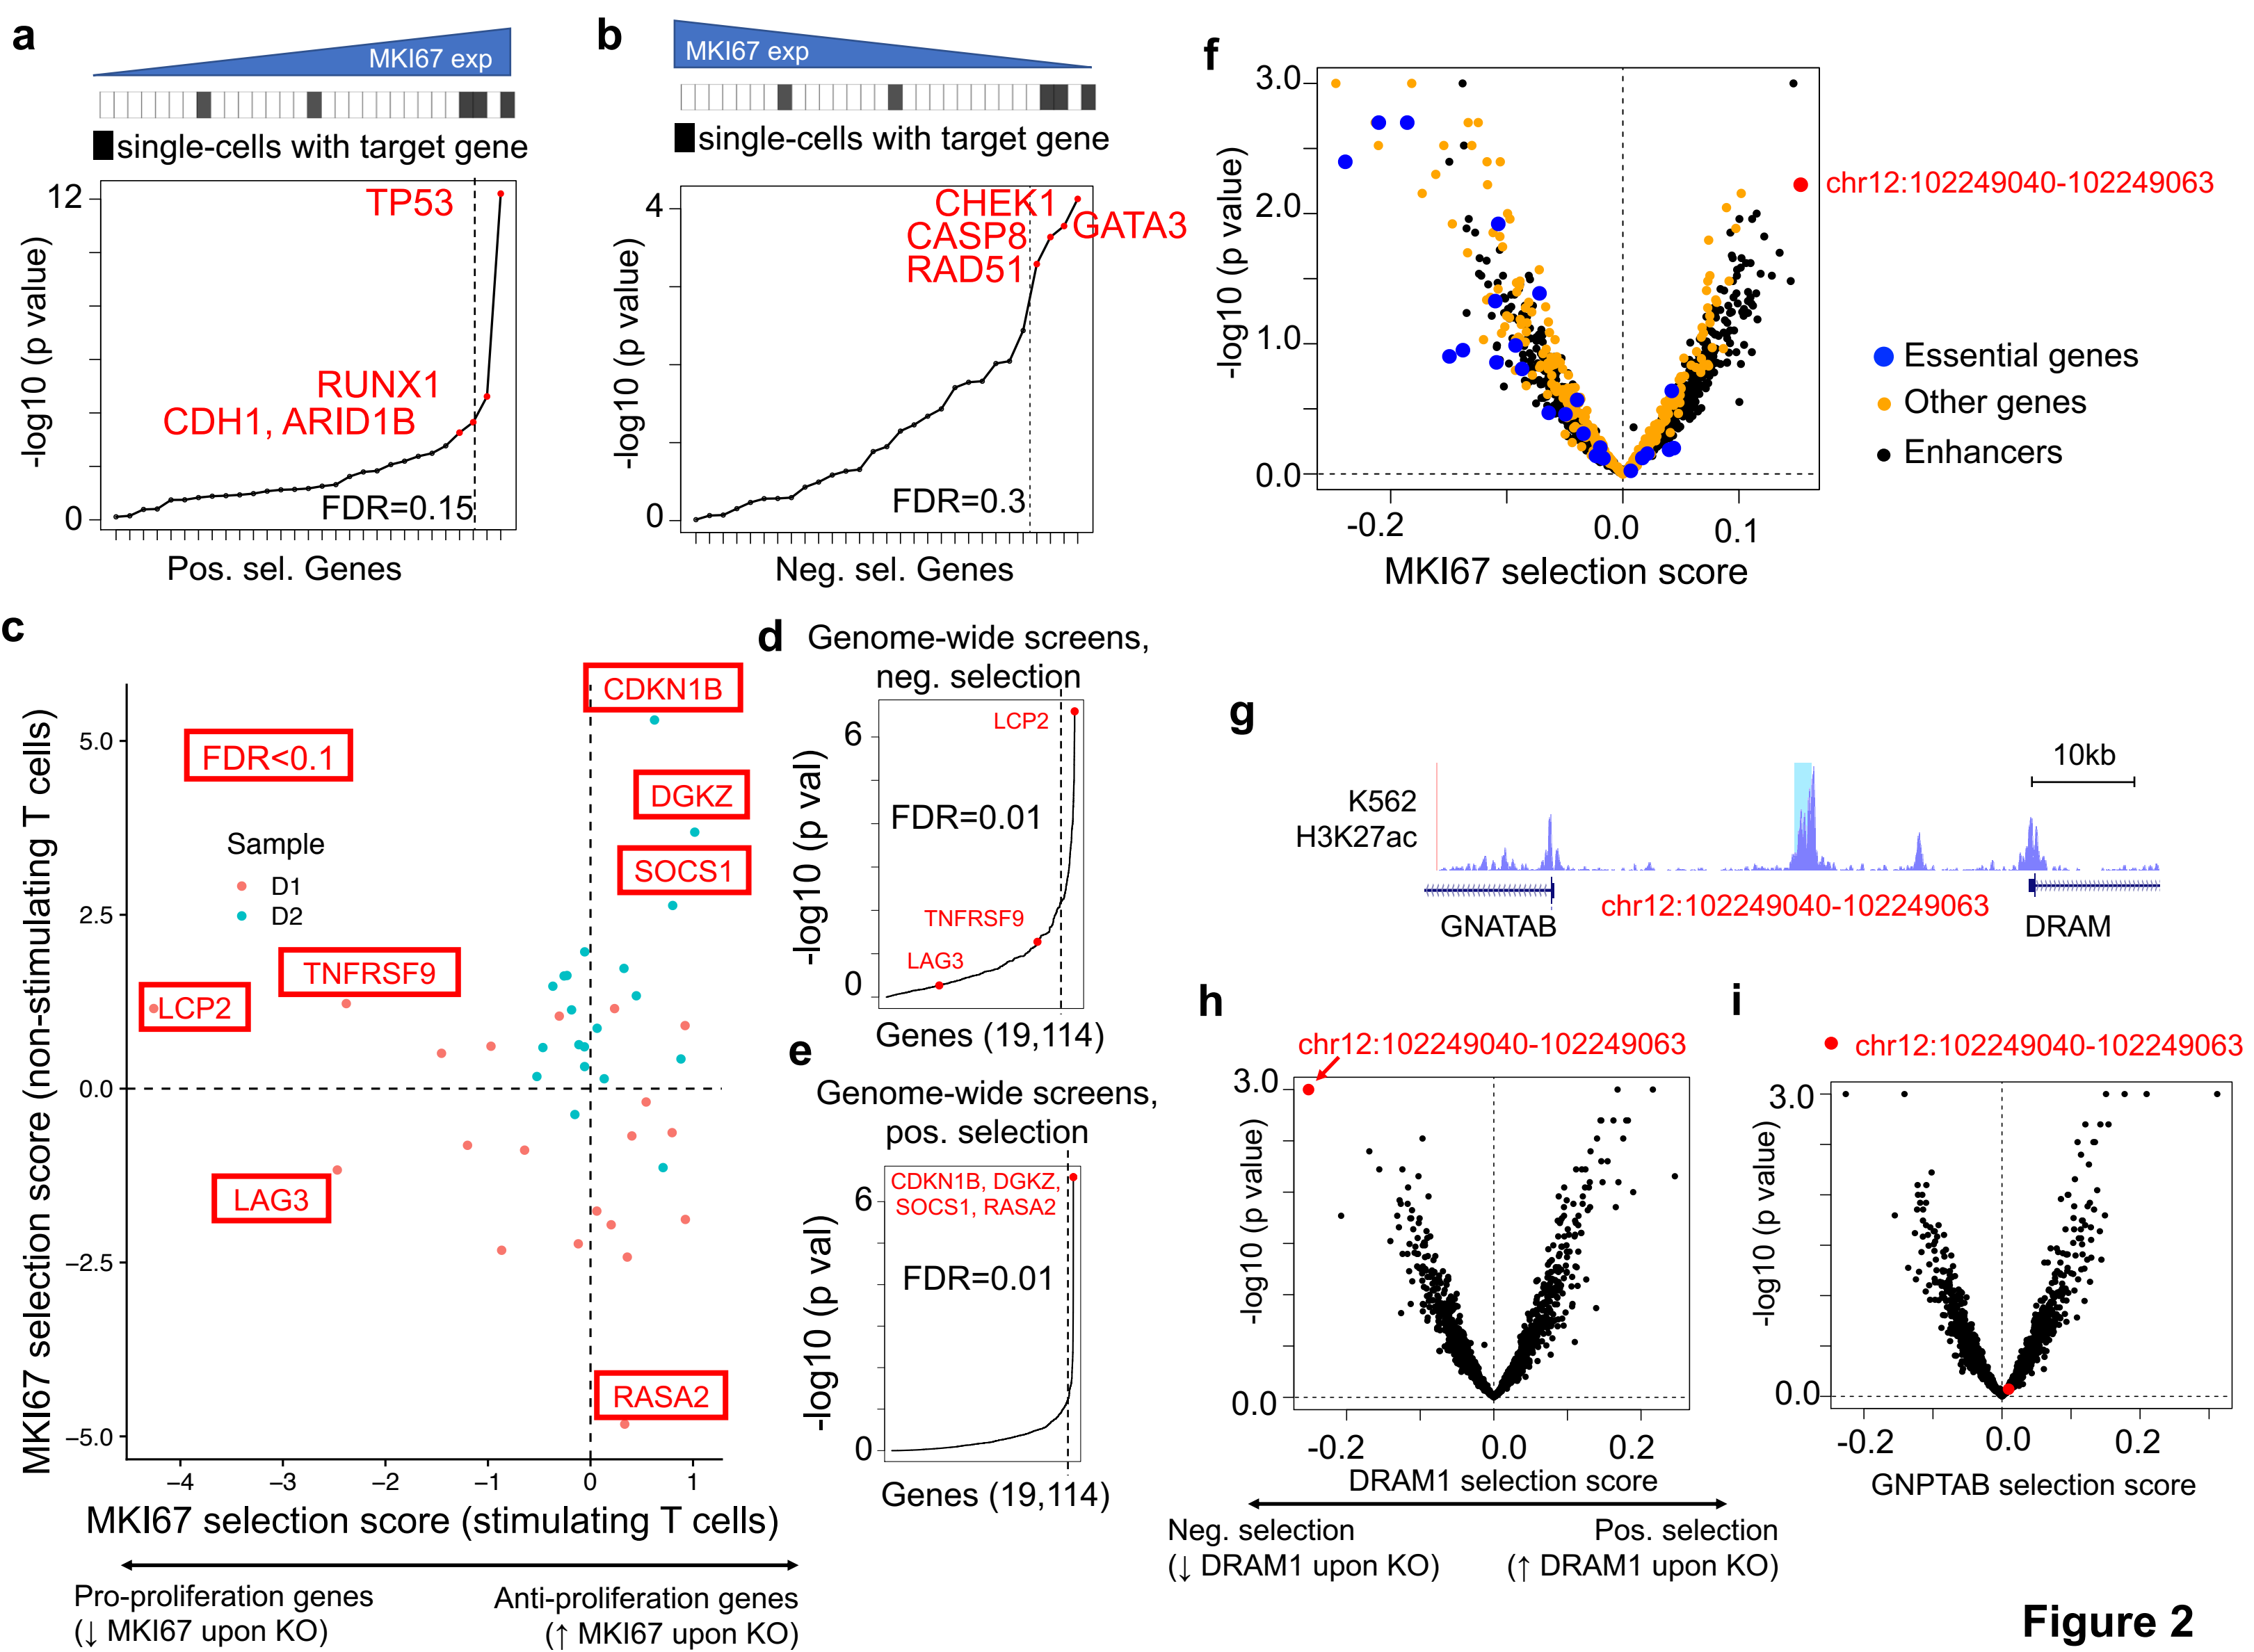 a
MKI67 exp
single-cells with target gene
12
0
-log10 (p value)
TP53
RUNX1
CDH1, ARID1B
FDR=0.15
Pos. sel. Genes
b
MKI67 exp
single-cells with target gene
4
0
-log10 (p value)
CHEK1
GATA3
CASP8
RAD51
FDR=0.3
Neg. sel. Genes
c
CDKN1B
FDR<0.1
DGKZ
SOCS1
Sample
D1
D2
TNFRSF9
LCP2
LAG3
RASA2
5.0
2.5
0.0
−2.5
−5.0
MKI67 selection score (non-stimulating T cells)
−4
−3
−2
−1
0
1
MKI67 selection score (stimulating T cells)
Pro-proliferation genes
(↓ MKI67 upon KO)
Anti-proliferation genes
(↑ MKI67 upon KO)
d
Genome-wide screens,
neg. selection
6
0
-log10 (p val)
LCP2
FDR=0.01
TNFRSF9
LAG3
Genes (19,114)
e
Genome-wide screens,
pos. selection
6
0
-log10 (p val)
CDKN1B, DGKZ,
SOCS1, RASA2
FDR=0.01
Genes (19,114)
f
3.0
2.0
1.0
0.0
-log10 (p value)
chr12:102249040-102249063
Essential genes
Other genes
Enhancers
-0.2
0.0
0.1
MKI67 selection score
g
10kb
K562
H3K27ac
chr12:102249040-102249063
GNATAB
DRAM
h
chr12:102249040-102249063
3.0
0.0
-log10 (p value)
-0.2
0.0
0.2
DRAM1 selection score
Neg. selection
(↓ DRAM1 upon KO)
Pos. selection
(↑ DRAM1 upon KO)
i
chr12:102249040-102249063
3.0
0.0
-log10 (p value)
-0.2
0.0
0.2
GNPTAB selection score
Figure 2